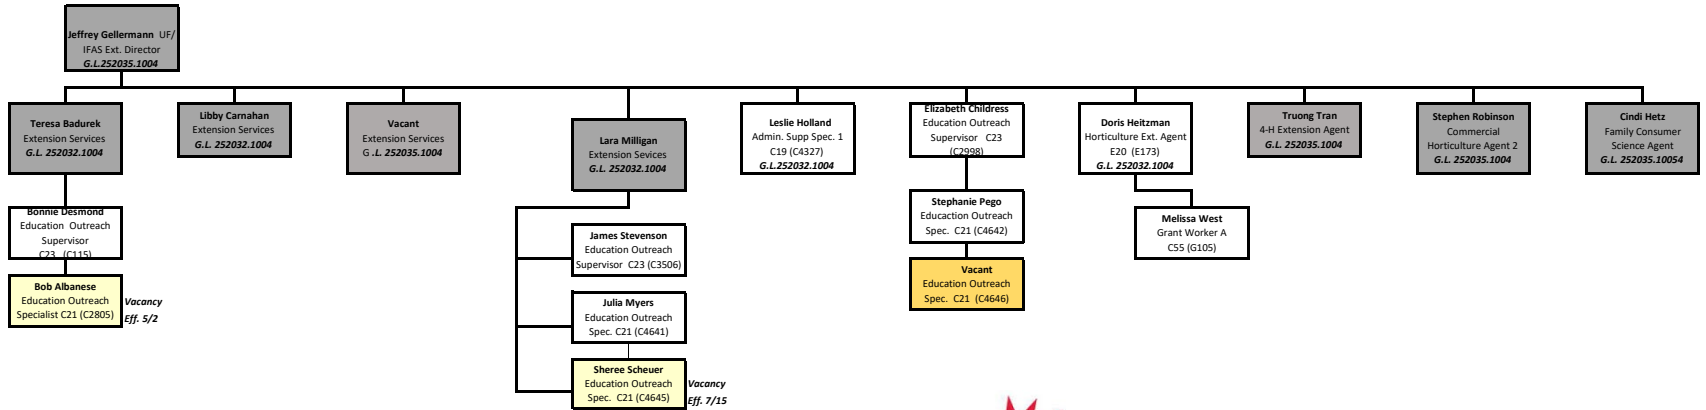 Jeffrey Gellermann UF/
IFAS Ext. Director
G.L.252035.1004
Teresa Badurek
Extension Services
G.L. 252032.1004
Libby Carnahan
Extension Services
G.L. 252032.1004
Vacant
Extension Services
G .L. 252035.1004
Lara Milligan
Extension Sevices
G.L. 252032.1004
Leslie Holland
Admin. Supp Spec. 1
C19 (C4327)
G.L.252032.1004
Elizabeth Childress
Education Outreach
Supervisor C23
(C2998)
Doris Heitzman
Horticulture Ext. Agent
E20 (E173)
G.L. 252032.1004
Truong Tran
4-H Extension Agent
G.L. 252035.1004
Stephen Robinson
Commercial
Horticulture Agent 2
G.L. 252035.1004
Cindi Hetz
Family Consumer
Science Agent
G.L. 252035.10054
Bonnie Desmond
Education Outreach
Supervisor
C23 (C115)
Bob Albanese
Education Outreach
Specialist C21 (C2805)
Vacancy
Eff. 5/2
James Stevenson
Education Outreach
Supervisor C23 (C3506)
Julia Myers
Education Outreach
Spec. C21 (C4641)
Sheree Scheuer
Education Outreach
Spec. C21 (C4645)
Vacancy
Eff. 7/15
Stephanie Pego
Educaction Outreach
Spec. C21 (C4642)
Vacant
Education Outreach
Spec. C21 (C4646)
Melissa West
Grant Worker A
C55 (G105)